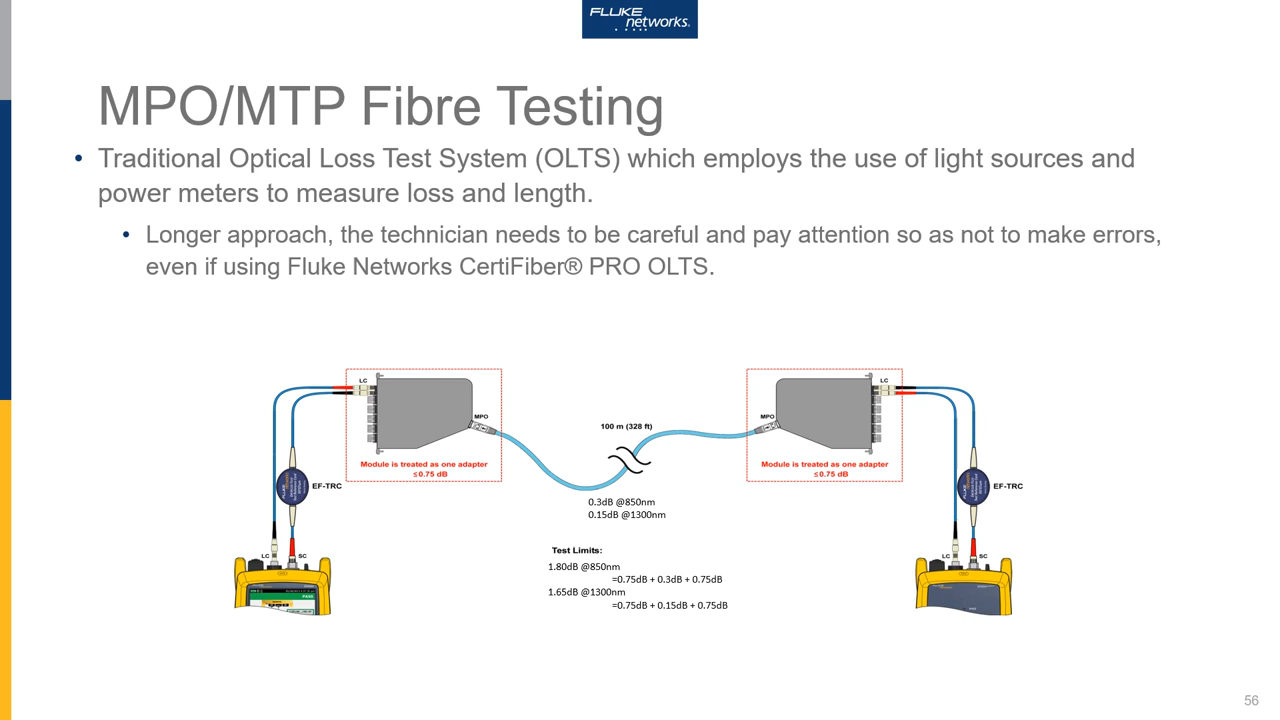 FLUKE
networks®
MPO/MTP Fibre Testing
• Traditional Optical Loss Test System (OLTS) which employs the use of light sources and
power meters to measure loss and length.
• Longer approach, the technician needs to be careful and pay attention so as not to make errors,
even if using Fluke Networks CertiFiber® PRO OLTS.
LC
MPO
Module is treated as one adapter
≤0.75 dB
100 m (328 ft)
0.3dB @850nm
0.15dB @1300nm
MPO
LC
Module is treated as one adapter
≤0.75 dB
EF-TRC
EF-TRC
LC
SC
LC
SC
PASS
Test Limits:
1.80dB @850nm
=0.75dB + 0.3dB + 0.75dB
1.65dB @1300nm
=0.75dB + 0.15dB + 0.75dB
56